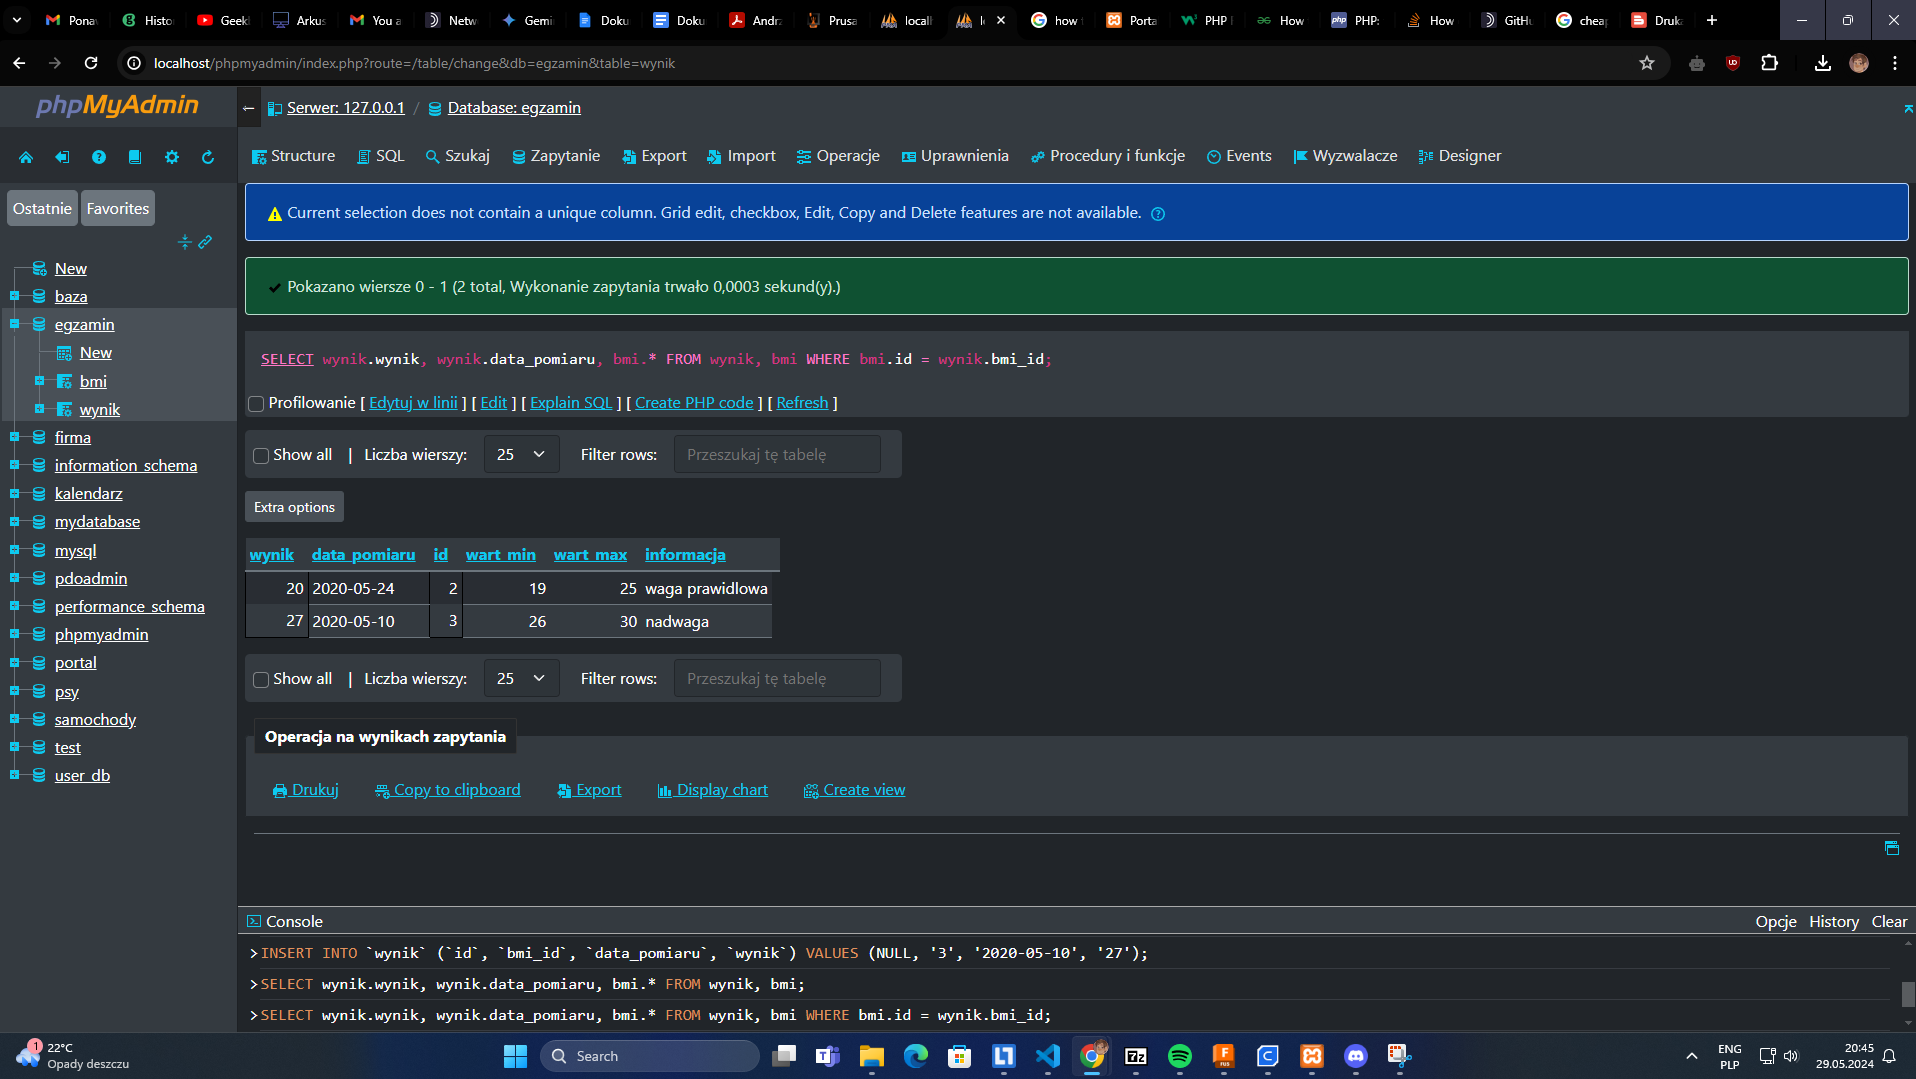 Ponav
Histo
Geek
Arkus
You a
Netw
Gemi
Doku
Doku
Andrz
Prusa
localh
lo
how t
Porta
PHP
How
PHP:
How
GitHu
chea
Druk
localhost/phpmyadmin/index.php?route=/table/change&db=egzamin&table=wynik
phpMyAdmin
Serwer: 127.0.0.1 / Database: egzamin
Structure SQL Szukaj Zapytanie Export Import Operacje Uprawnienia Procedury i funkcje Events Wyzwalacze Designer
Ostatnie Favorites
New
baza
egzamin
New
bmi
wynik
firma
information_schema
kalendarz
mydatabase
mysql
pdoadmin
performance_schema
phpmyadmin
portal
psy
samochody
test
user_db
Current selection does not contain a unique column. Grid edit, checkbox, Edit, Copy and Delete features are not available.
Pokazano wiersze 0 - 1 (2 total, Wykonanie zapytania trwało 0,0003 sekund(y).)
SELECT wynik.wynik, wynik.data_pomiaru, bmi.* FROM wynik, bmi WHERE bmi.id = wynik.bmi_id;
Profilowanie [ Edytuj w linii ] [ Edit ] [ Explain SQL ] [ Create PHP code ] [ Refresh ]
Show all | Liczba wierszy: 25 Filter rows: Przeszukaj tę tabelę
Extra options
wynik data_pomiaru id wart_min wart_max informacja
20 2020-05-24 2 19 25 waga prawidlowa
27 2020-05-10 3 26 30 nadwaga
Show all | Liczba wierszy: 25 Filter rows: Przeszukaj tę tabelę
Operacja na wynikach zapytania
Drukuj Copy to clipboard Export Display chart Create view
Console Opcje History Clear
>INSERT INTO `wynik` (`id`, `bmi_id`, `data_pomiaru`, `wynik`) VALUES (NULL, '3', '2020-05-10', '27');
>SELECT wynik.wynik, wynik.data_pomiaru, bmi.* FROM wynik, bmi;
>SELECT wynik.wynik, wynik.data_pomiaru, bmi.* FROM wynik, bmi WHERE bmi.id = wynik.bmi_id;
1
22°C
Opady deszczu
Search
ENG
PLP
20:45
29.05.2024